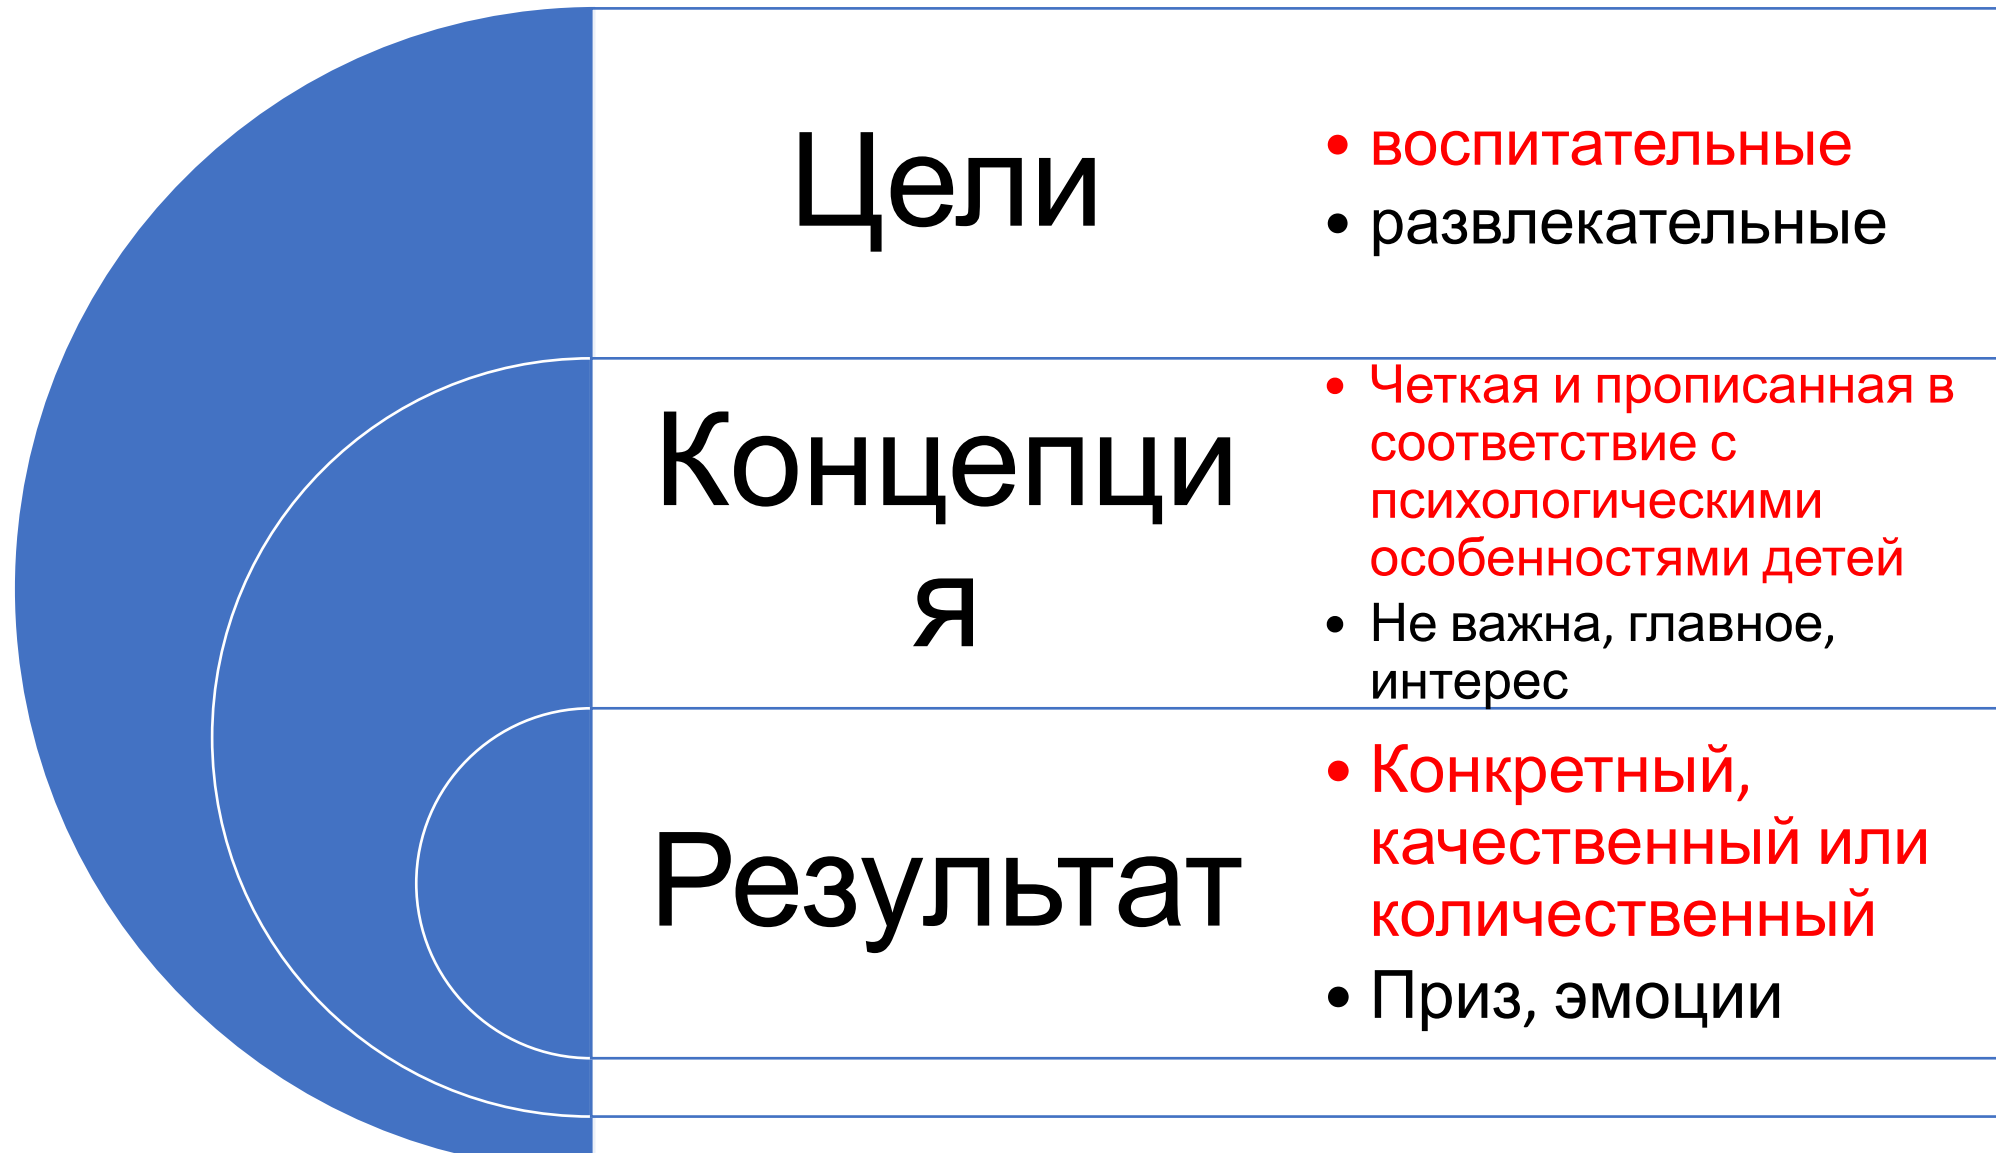 Цели
• воспитательные
• развлекательные
Концепци
я
• Четкая и прописанная в
соответствие с
психологическими
особенностями детей
• Не важна, главное,
интерес
Результат
• Конкретный,
качественный или
количественный
• Приз, эмоции